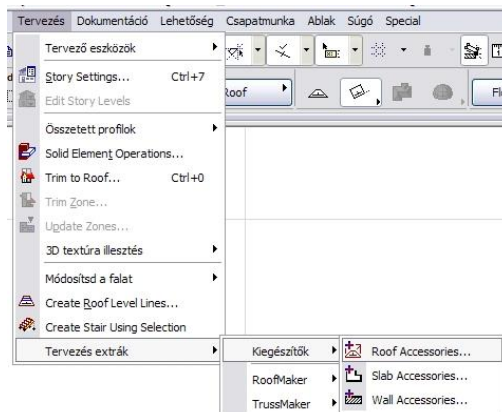 Tervezés Dokumentáció Lehetőség Csapatmunka Ablak Súgó Special
Tervező eszközök
Story Settings... Ctrl+7
Edit Story Levels
Roof
Összetett profilok
Solid Element Operations...
Trim to Roof... Ctrl+0
Trim Zone...
Update Zones...
3D textúra illesztés
Módosítsd a falat
Create Roof Level Lines...
Create Stair Using Selection
Tervezés extrák
Kiegészítők
Roof Accessories...
RoofMaker
Slab Accessories...
TrussMaker
Wall Accessories...